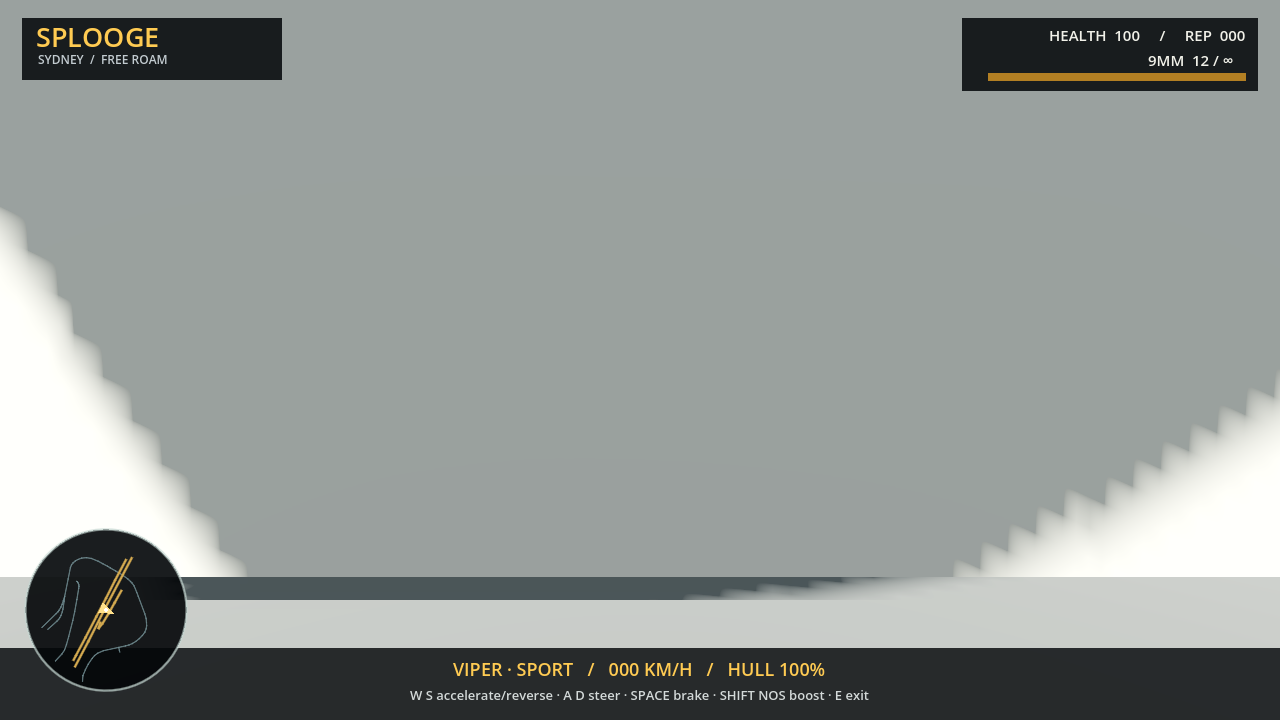 SPLOOGE
SYDNEY / FREE ROAM
HEALTH 100 / REP 000
9MM 12 / ∞
VIPER · SPORT / 000 KM/H / HULL 100%
W S accelerate/reverse · A D steer · SPACE brake · SHIFT NOS boost · E exit